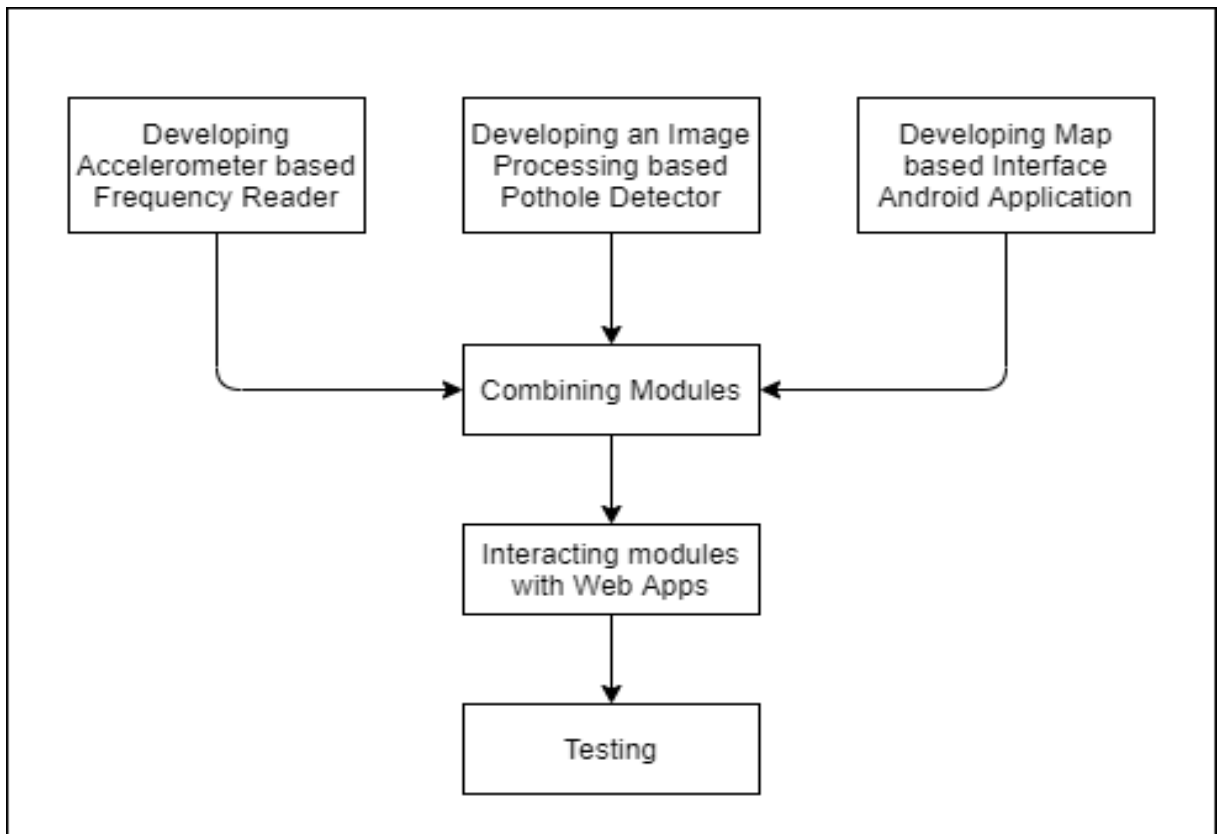 Developing
Accelerometer based
Frequency Reader
Developing an Image
Processing based
Pothole Detector
Developing Map
based Interface
Android Application
Combining Modules
Interacting modules
with Web Apps
Testing